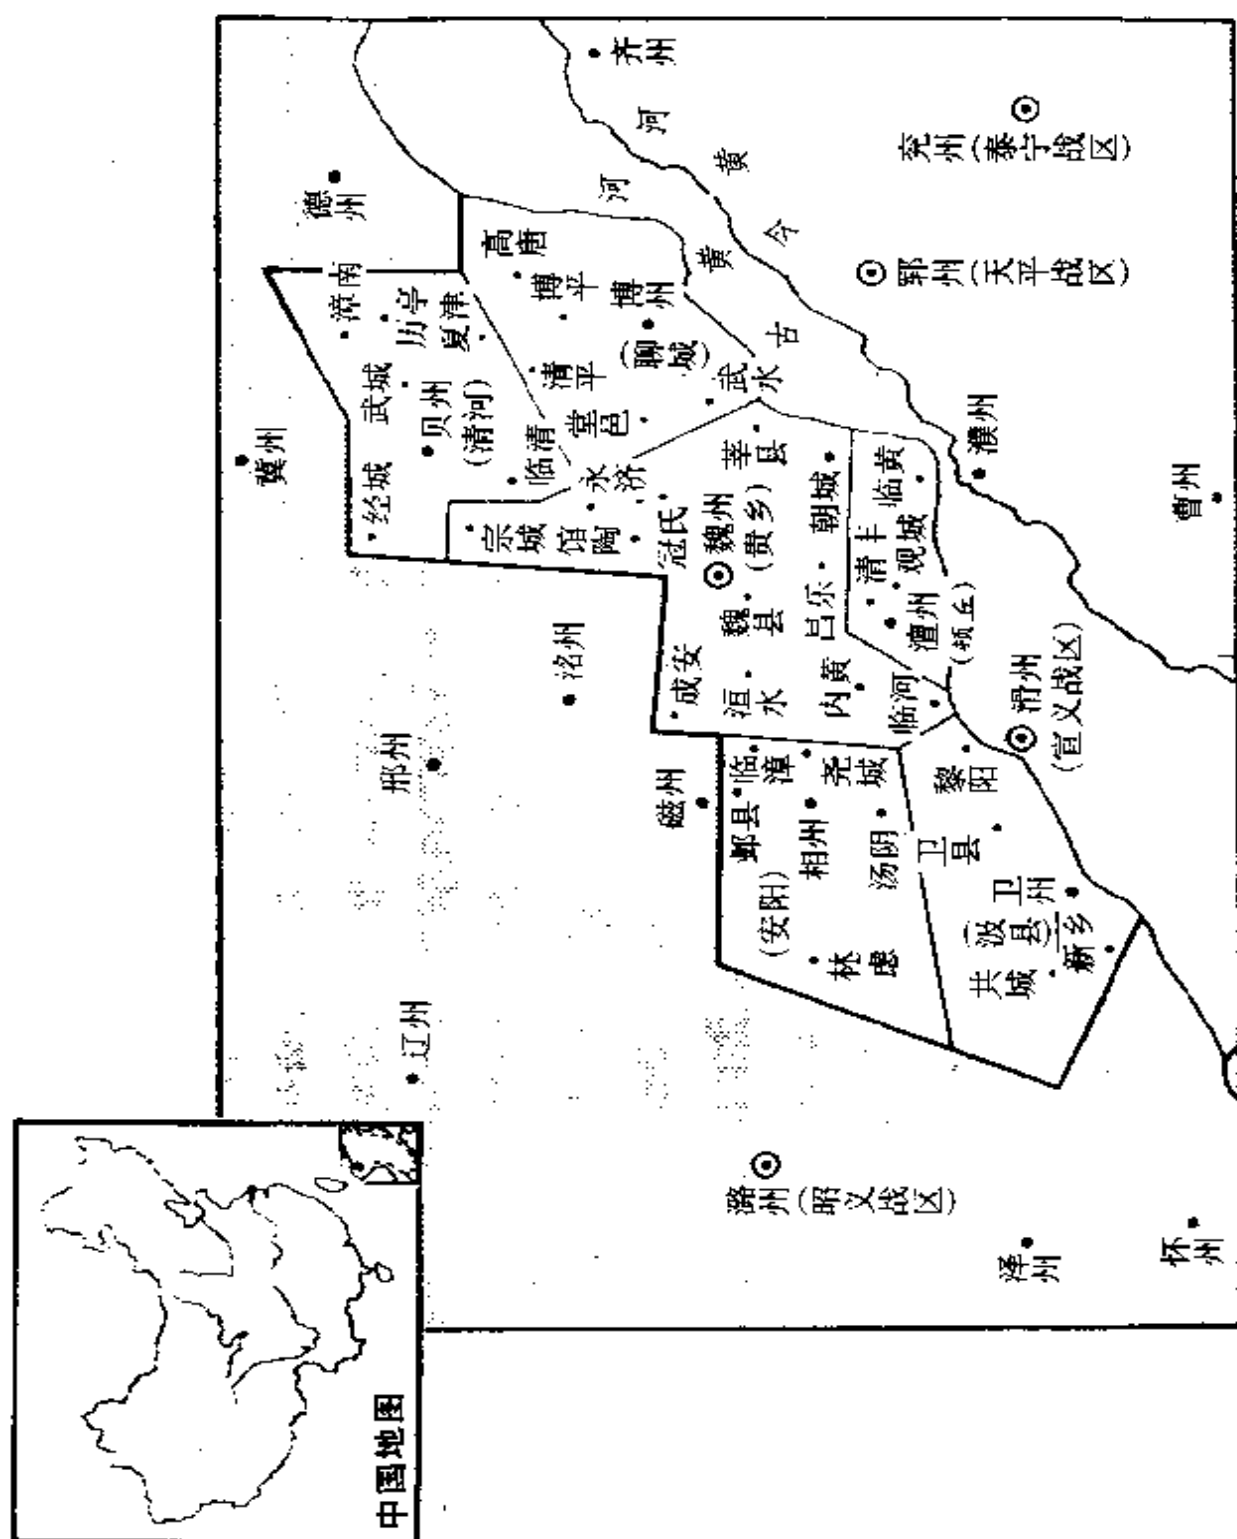 冀州
德州
齐州
经城
武城
漳南
历亭
夏津
贝州
(清河)
高唐
博平
博州
(聊城)
清平
临清
堂邑
武水
永济
宗城
馆陶
冠氏
莘县
魏州
(贵乡)
朝城
临黄
清丰
观城
昌乐
魏县
澶州
(顿丘)
成安
洹水
内黄
临河
邢州
洺州
磁州
临漳
邺县
尧城
相州
(安阳)
汤阴
林虑
黎阳
卫县
卫州
(汲县)
新乡
共城
辽州
潞州(昭义战区)
泽州
怀州
滑州
(宣义战区)
濮州
曹州
郓州(天平战区)
兖州(泰宁战区)
古黄河
今黄河
中国地图